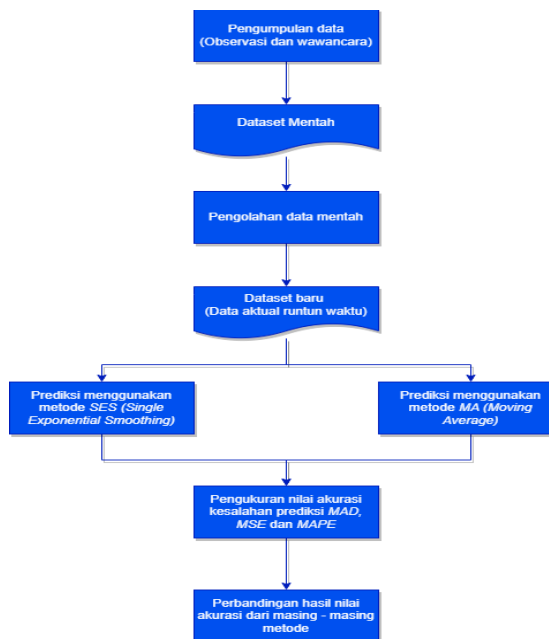 Pengumpulan data
(Observasi dan wawancara)
Dataset Mentah
Pengolahan data mentah
Dataset baru
(Data aktual runtun waktu)
Prediksi menggunakan
metode SES (Single
Exponential Smoothing)
Prediksi menggunakan
metode MA (Moving
Average)
Pengukuran nilai akurasi
kesalahan prediksi MAD,
MSE dan MAPE
Perbandingan hasil nilai
akurasi dari masing - masing
metode